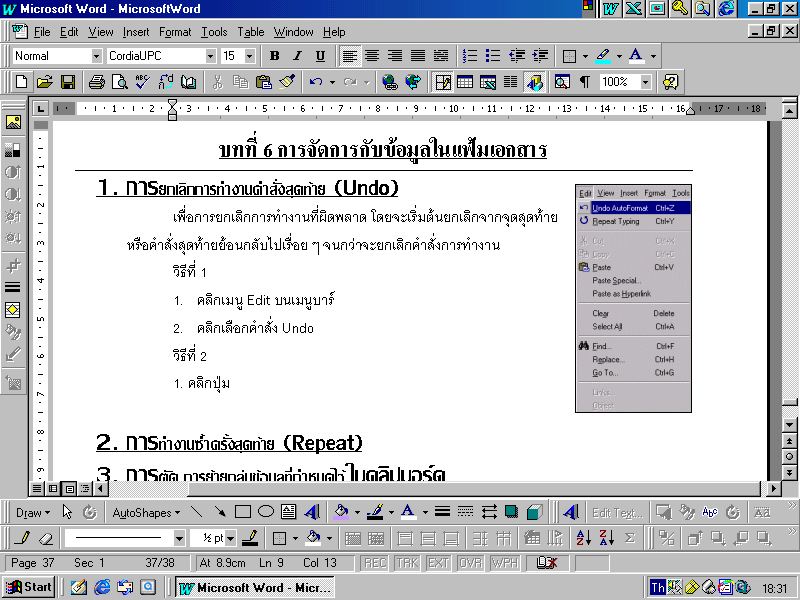 Microsoft Word - MicrosoftWord
File Edit View Insert Format Tools Table Window Help
Normal CordiaUPC 15 B I U A
100%
บทที่ 6 การจัดการกับข้อมูลในแฟ้มเอกสาร
1. การยกเลิกการทำงานคำสั่งสุดท้าย (Undo)
เพื่อการยกเลิกการทำงานที่ผิดพลาด โดยจะเริ่มต้นยกเลิกจากจุดสุดท้าย
หรือคำสั่งสุดท้ายย้อนกลับไปเรื่อย ๆ จนกว่าจะยกเลิกคำสั่งการทำงาน
วิธีที่ 1
1. คลิกเมนู Edit บนเมนูบาร์
2. คลิกเลือกคำสั่ง Undo
วิธีที่ 2
1. คลิกปุ่ม
2. การทำงานซ้ำครั้งสุดท้าย (Repeat)
3. การตัด การย้ายกลุ่มข้อมูลที่กำหนดไว้ในคลิปบอร์ด
Edit View Insert Format Tools
Undo AutoFormat Ctrl+Z
Repeat Typing Ctrl+Y
Cut Ctrl+X
Copy Ctrl+C
Paste Ctrl+V
Paste Special...
Paste as Hyperlink
Clear Delete
Select All Ctrl+A
Find... Ctrl+F
Replace... Ctrl+H
Go To... Ctrl+G
Links...
Object
Draw AutoShapes Edit Text...
½ pt
Page 37 Sec 1 37/38 At 8.9cm Ln 9 Col 13 REC TRK EXT OVR WPH
Start Microsoft Word - Micr... Th 18:31